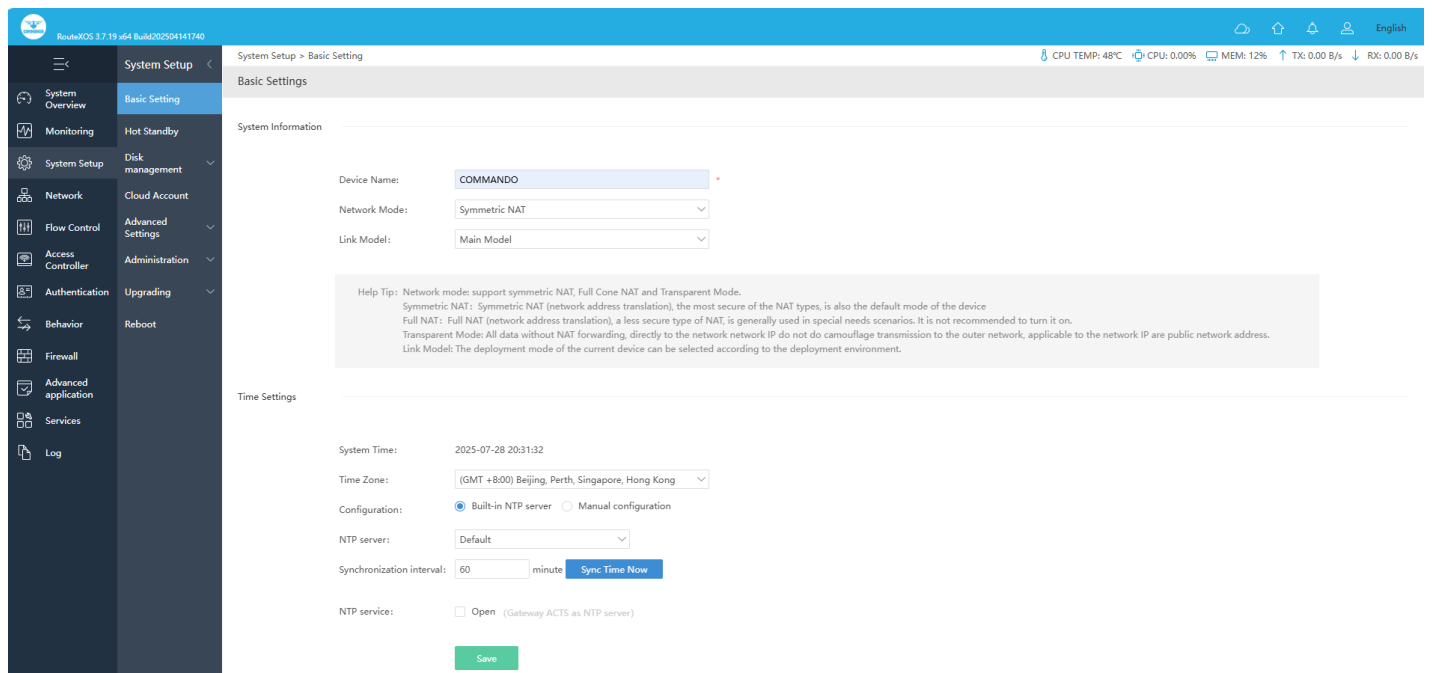 RouteXOS 3.7.19 x64 Build202504141740
English
System Setup
System Setup > Basic Setting
CPU TEMP: 48℃ CPU: 0.00% MEM: 12% TX: 0.00 B/s RX: 0.00 B/s
Basic Settings
System Overview
Monitoring
System Setup
Network
Flow Control
Access Controller
Authentication
Behavior
Firewall
Advanced application
Services
Log
Basic Setting
Hot Standby
Disk management
Cloud Account
Advanced Settings
Administration
Upgrading
Reboot
System Information
Device Name: COMMANDO *
Network Mode: Symmetric NAT
Link Model: Main Model
Help Tip: Network mode: support symmetric NAT, Full Cone NAT and Transparent Mode.
Symmetric NAT: Symmetric NAT (network address translation), the most secure of the NAT types, is also the default mode of the device
Full NAT: Full NAT (network address translation), a less secure type of NAT, is generally used in special needs scenarios. It is not recommended to turn it on.
Transparent Mode: All data without NAT forwarding, directly to the network network IP do not do camouflage transmission to the outer network, applicable to the network IP are public network address.
Link Model: The deployment mode of the current device can be selected according to the deployment environment.
Time Settings
System Time: 2025-07-28 20:31:32
Time Zone: (GMT +8:00) Beijing, Perth, Singapore, Hong Kong
Configuration: Built-in NTP server Manual configuration
NTP server: Default
Synchronization interval: 60 minute Sync Time Now
NTP service: Open (Gateway ACTS as NTP server)
Save